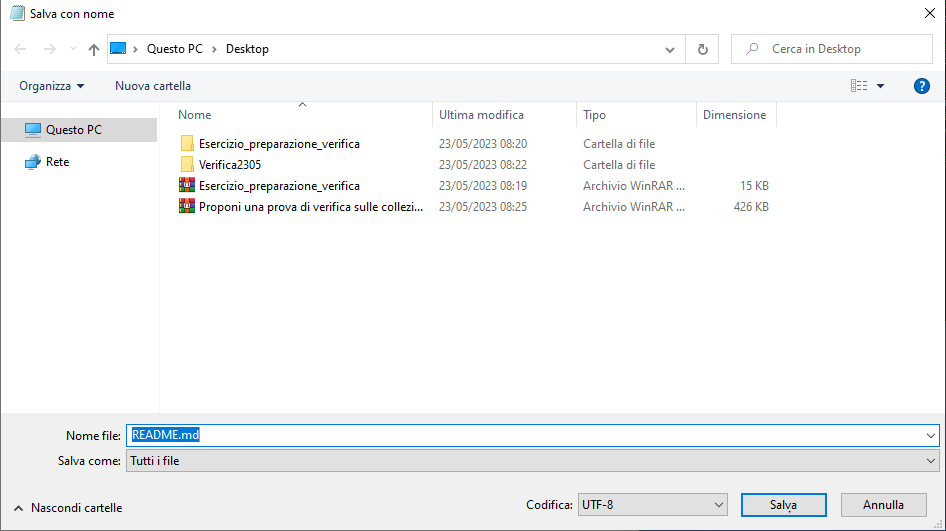 Salva con nome
Questo PC > Desktop
Cerca in Desktop
Organizza
Nuova cartella
?
Questo PC
Rete
Nome Ultima modifica Tipo Dimensione
Esercizio_preparazione_verifica 23/05/2023 08:20 Cartella di file
Verifica2305 23/05/2023 08:22 Cartella di file
Esercizio_preparazione_verifica 23/05/2023 08:19 Archivio WinRAR ... 15 KB
Proponi una prova di verifica sulle collezi... 23/05/2023 08:25 Archivio WinRAR ... 426 KB
Nome file: README.md
Salva come: Tutti i file
Nascondi cartelle
Codifica: UTF-8
Salva
Annulla